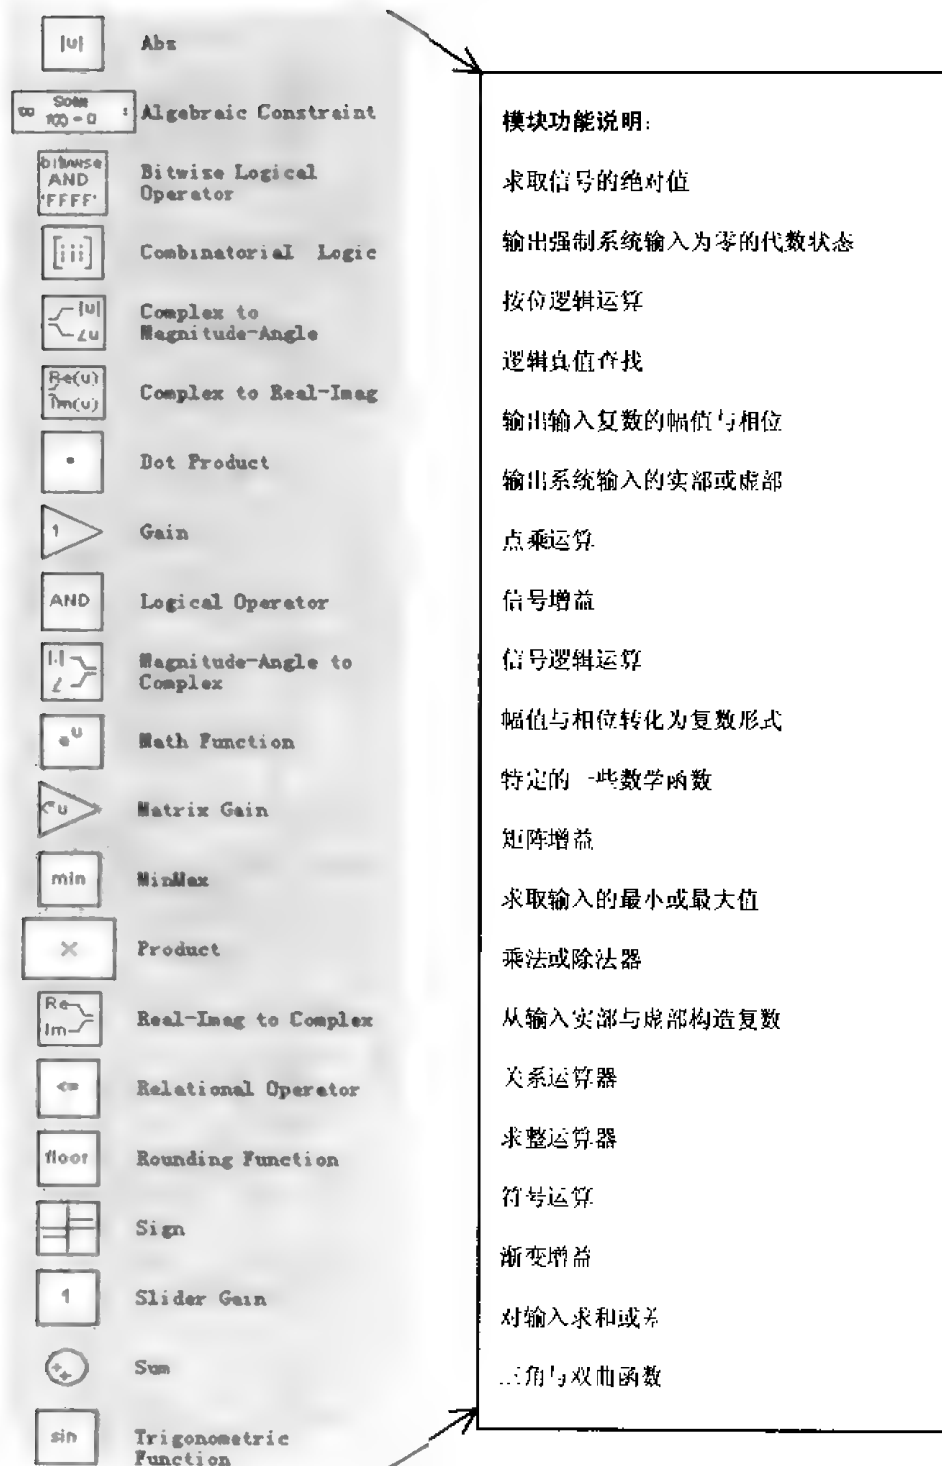 |u|
Abs
Solve
Algebraic Constraint
bitwise
AND
'FFFF'
Bitwise Logical
Operator
Combinatorial Logic
|u|
∠u
Complex to
Magnitude-Angle
Re(u)
Im(u)
Complex to Real-Imag
Dot Product
1
Gain
AND
Logical Operator
|.|
∠
Magnitude-Angle to
Complex
e^u
Math Function
Matrix Gain
min
MinMax
×
Product
Re
Im
Real-Imag to Complex
<=
Relational Operator
floor
Rounding Function
Sign
1
Slider Gain
++
Sum
sin
Trigonometric
Function
模块功能说明:
求取信号的绝对值
输出强制系统输入为零的代数状态
按位逻辑运算
逻辑真值查找
输出输入复数的幅值与相位
输出系统输入的实部或虚部
点乘运算
信号增益
信号逻辑运算
幅值与相位转化为复数形式
特定的一些数学函数
矩阵增益
求取输入的最小或最大值
乘法或除法器
从输入实部与虚部构造复数
关系运算器
求整运算器
符号运算
渐变增益
对输入求和或差
三角与双曲函数